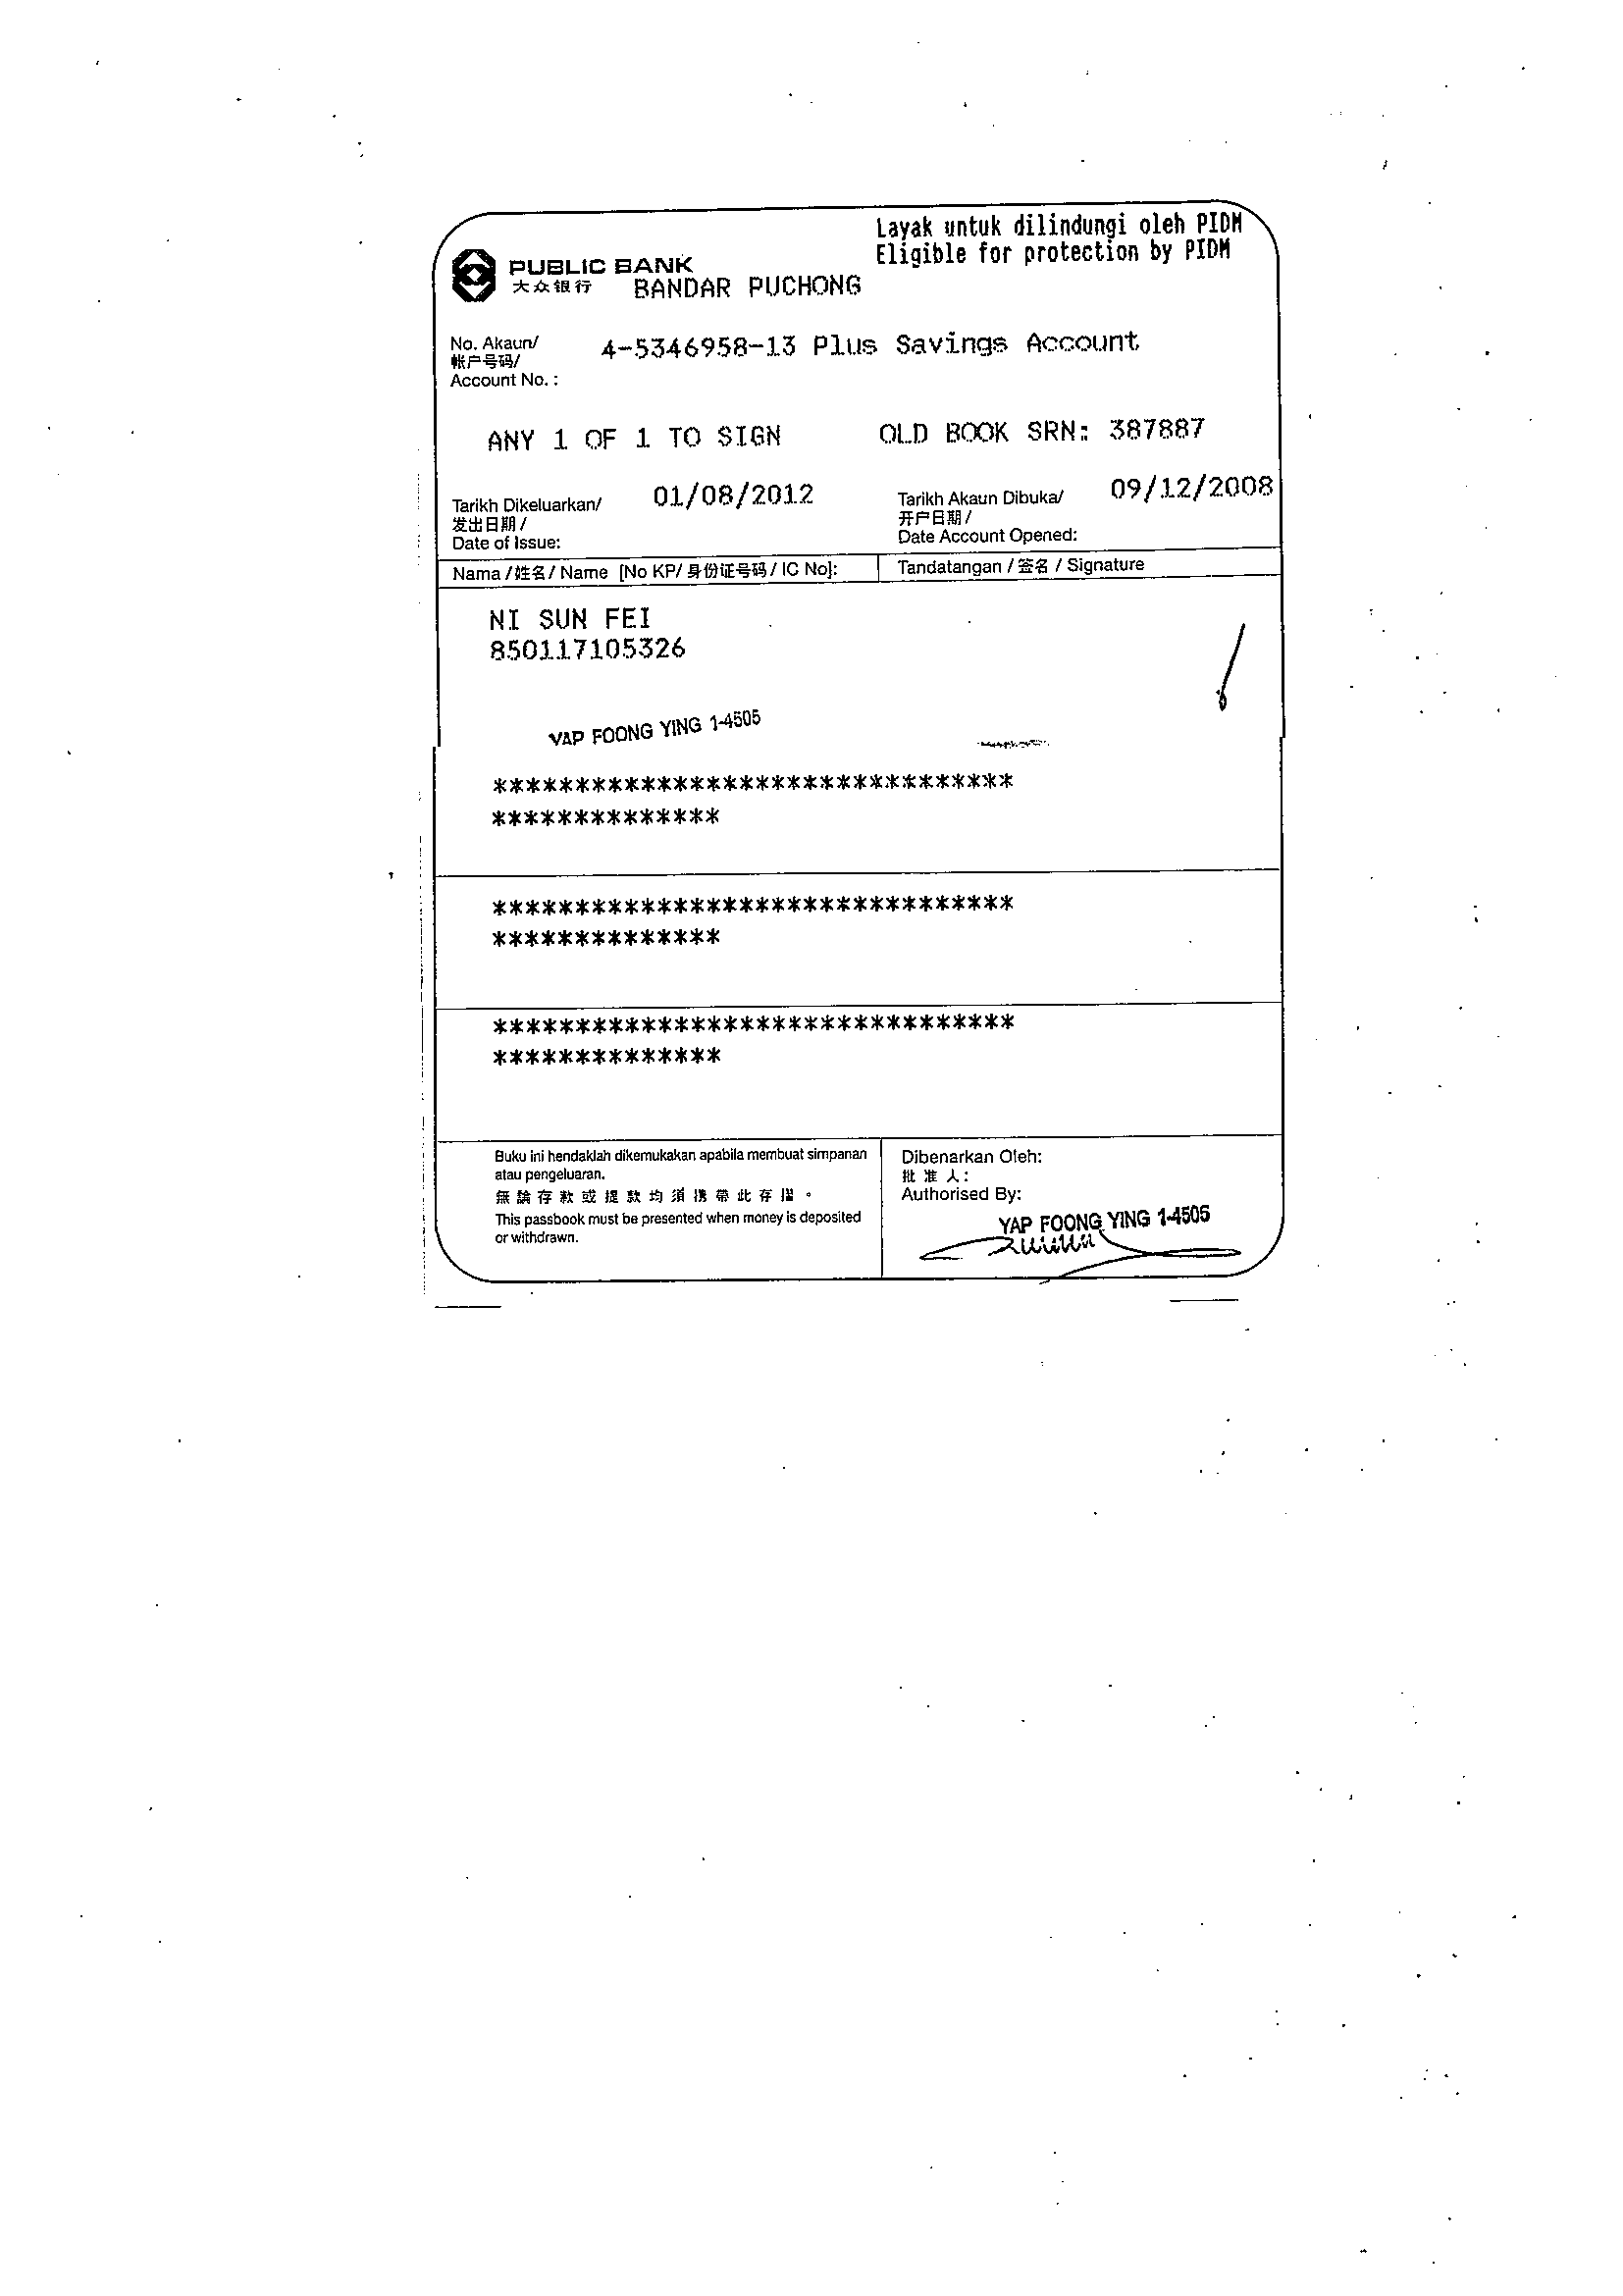 Layak untuk dilindungi oleh PIDM
Eligible for protection by PIDM
PUBLIC BANK
大众银行 BANDAR PUCHONG
No. Akaun/
帐户号码/
Account No. :
4-5346958-13 Plus Savings Account
ANY 1 OF 1 TO SIGN
OLD BOOK SRN: 387887
Tarikh Dikeluarkan/
发出日期/
Date of Issue:
01/08/2012
Tarikh Akaun Dibuka/
开户日期/
Date Account Opened:
09/12/2008
Nama / 姓名 / Name [No KP/ 身份证号码 / IC No]:
Tandatangan / 签名 / Signature
NI SUN FEI
850117105326
YAP FOONG YING 1-4505
********************************
**************
********************************
**************
********************************
**************
Buku ini hendaklah dikemukakan apabila membuat simpanan
atau pengeluaran.
無論存款或提款均須携帶此存摺。
This passbook must be presented when money is deposited
or withdrawn.
Dibenarkan Oleh:
批准人:
Authorised By:
YAP FOONG YING 1-4505